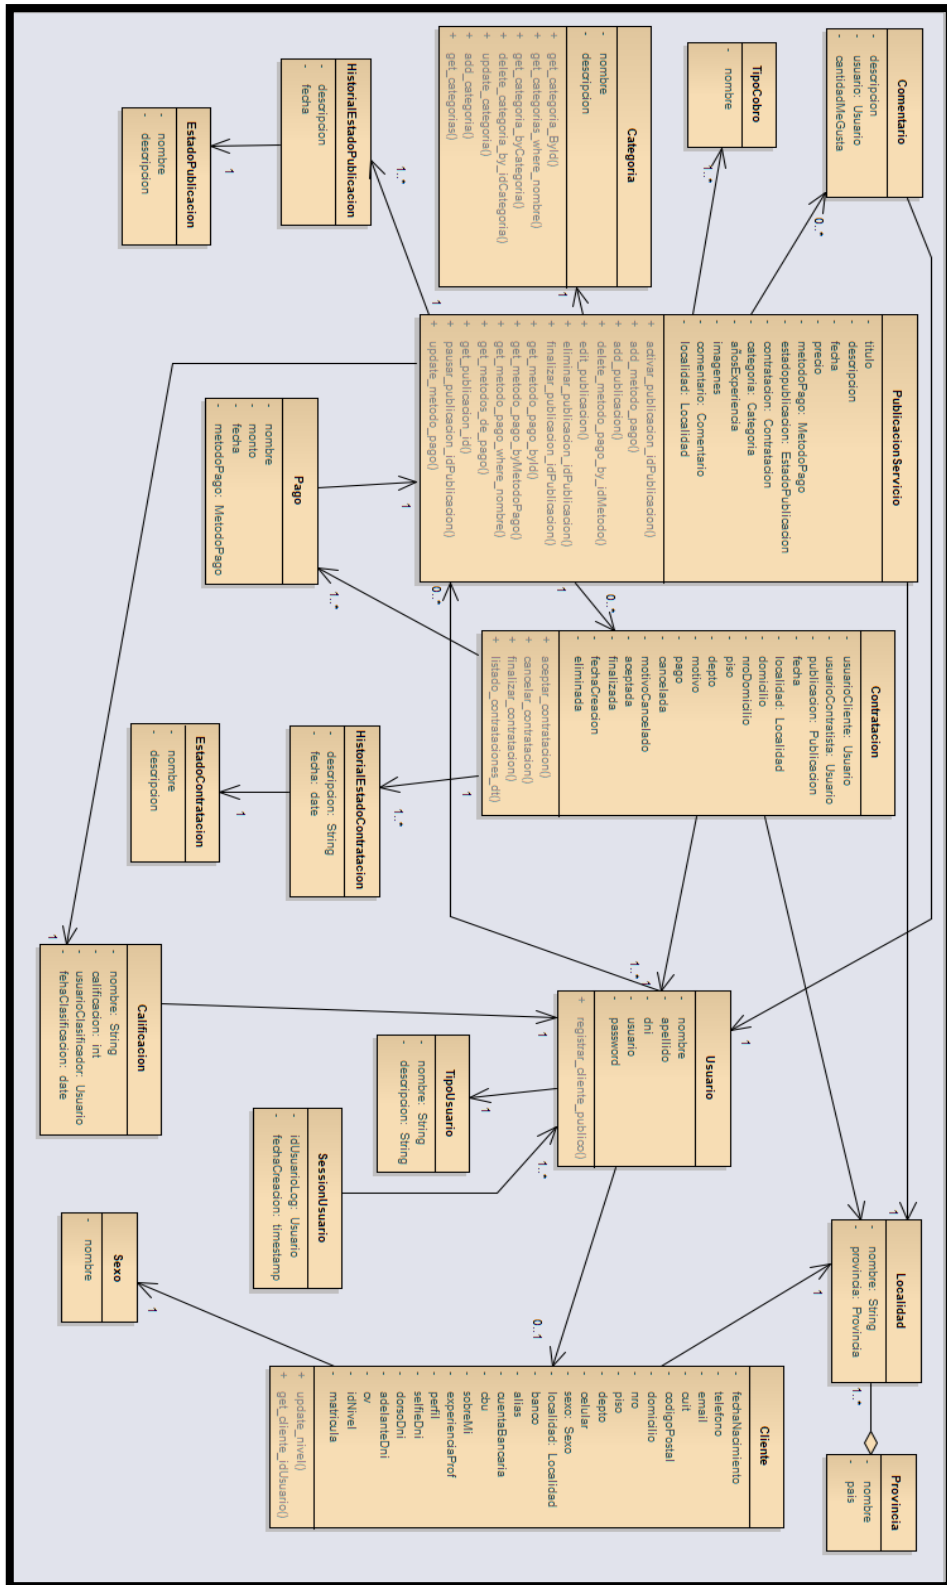 Comentario
- descripcion
- usuario: Usuario
- cantidadMeGusta
0..*
TipoCobro
- nombre
1..*
Categoria
- nombre
- descripcion
+ get_categoria_ById()
+ get_categorias_where_nombre()
+ get_categoria_byCategoria()
+ delete_categoria_by_idCategoria()
+ update_categoria()
+ add_categoria()
+ get_categorias()
1
HistorialEstadoPublicacion
- descripcion
- fecha
1..*
1
EstadoPublicacion
- nombre
- descripcion
1
PublicacionServicio
- titulo
- descripcion
- fecha
- precio
- metodoPago: MetodoPago
- estadopublicacion: EstadoPublicacion
- contratacion: Contratacion
- categoria: Categoria
- añosExperiencia
- imagenes
- comentario: Comentario
- localidad: Localidad
+ activar_publicacion_idPublicacion()
+ add_metodo_pago()
+ add_publicacion()
+ delete_metodo_pago_by_idMetodo()
+ edit_publicacion()
+ eliminar_publicacion_idPublicacion()
+ finalizar_publicacion_idPublicacion()
+ get_metodo_pago_byId()
+ get_metodo_pago_byMetodoPago()
+ get_metodo_pago_where_nombre()
+ get_metodos_de_pago()
+ get_publicacion_id()
+ pausar_publicacion_idPublicacion()
+ update_metodo_pago()
1
0..*
0..*
1
Pago
- nombre
- monto
- fecha
- metodoPago: MetodoPago
1..*
Contratacion
- usuarioCliente: Usuario
- usuarioContratista: Usuario
- publicacion: Publicacion
- fecha
- localidad: Localidad
- domicilio
- nroDomicilio
- piso
- depto
- motivo
- pago
- cancelada
- motivoCancelado
- aceptada
- finalizada
- fechaCreacion
- eliminada
+ aceptar_contratacion()
+ cancelar_contratacion()
+ finalizar_contratacion()
+ listado_contrataciones_dt()
1
1..*
HistorialEstadoContratacion
- descripcion: String
- fecha: date
EstadoContratacion
- nombre
- descripcion
1
Calificacion
- nombre: String
- calificacion: int
- usuarioClasificador: Usuario
- fehaClasificacion: date
1
Usuario
- nombre
- apellido
- dni
- usuario
- password
+ registrar_cliente_publico()
1..*
1
1
1
1..*
TipoUsuario
- nombre: String
- descripcion: String
1
SessionUsuario
- idUsuarioLog: Usuario
- fechaCreacion: timestamp
Sexo
- nombre
1
Localidad
- nombre: String
- provincia: Provincia
1
1
1..*
Provincia
- nombre
- pais
Cliente
- fechaNacimiento
- telefono
- email
- cuit
- codigoPostal
- domicilio
- nro
- piso
- depto
- celular
- sexo: Sexo
- localidad: Localidad
- banco
- alias
- cuentaBancaria
- cbu
- sobreMi
- experienciaProf
- perfil
- selfieDni
- dorsoDni
- adelanteDni
- cv
- idNivel
- matricula
+ update_nivel()
+ get_cliente_idUsuario()
0..1